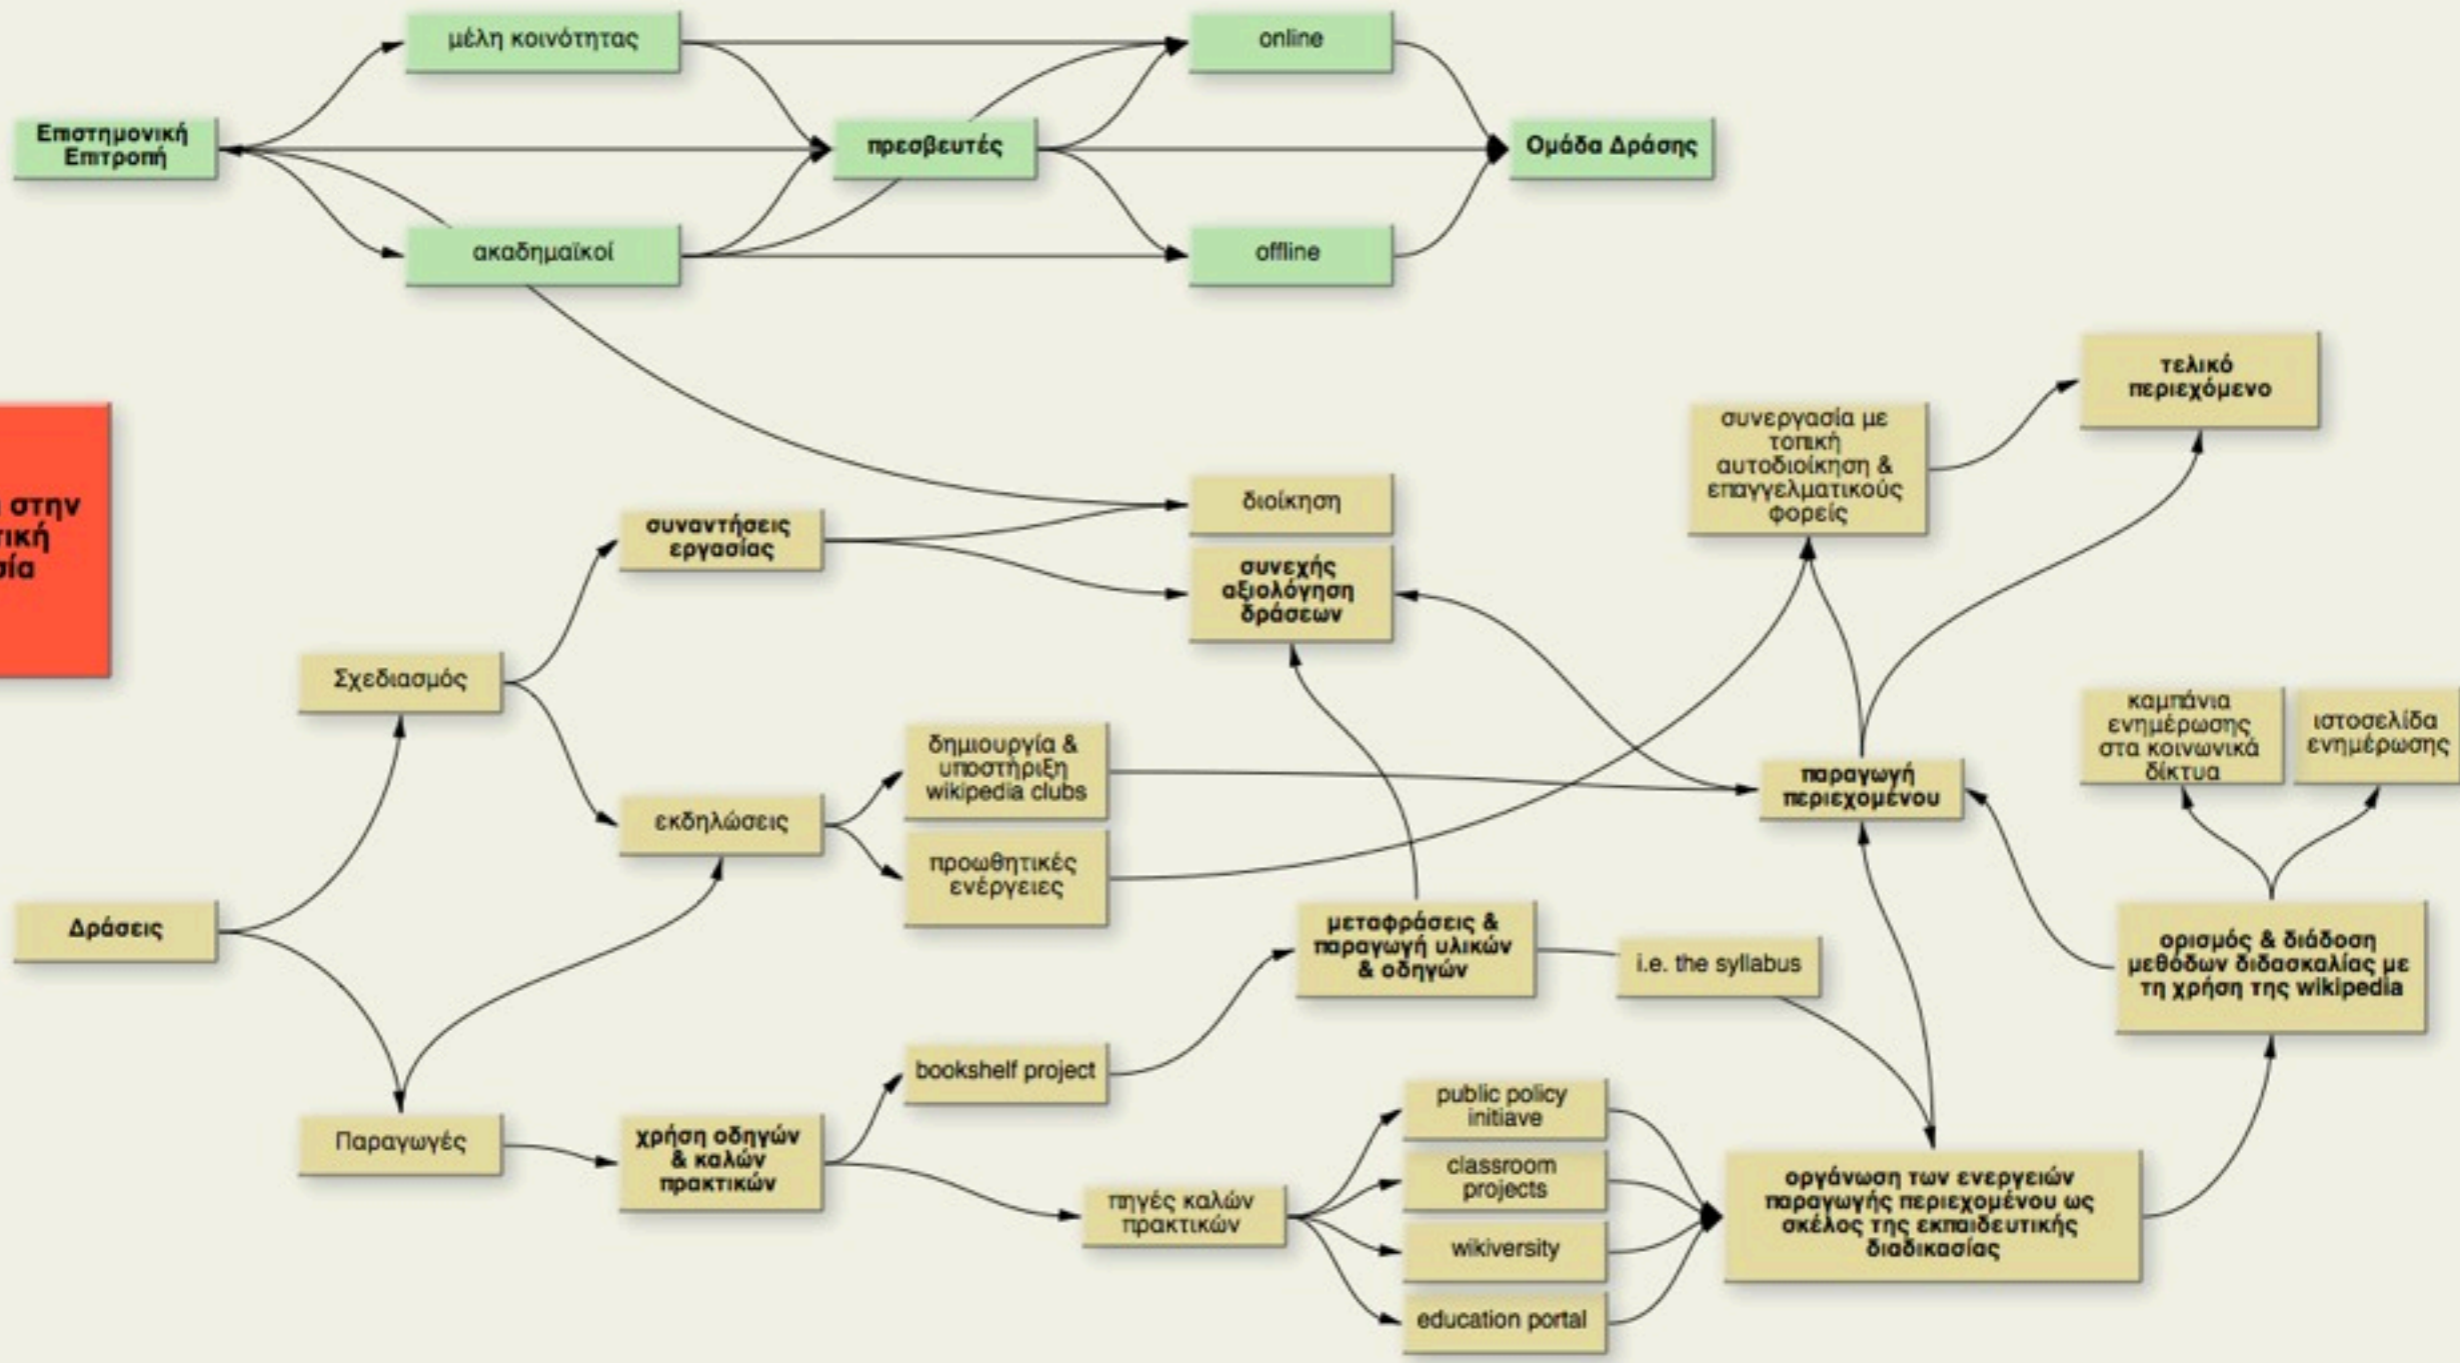 μέλη κοινότητας
online
Επιστημονική
Επιτροπή
πρεσβευτές
Ομάδα Δράσης
ακαδημαϊκοί
offline
στην
τελικό
περιεχόμενο
συνεργασία με
τοπική
αυτοδιοίκηση &
επαγγελματικούς
φορείς
διοίκηση
συναντήσεις
εργασίας
συνεχής
αξιολόγηση
δράσεων
Σχεδιασμός
δημιουργία &
υποστήριξη
wikipedia clubs
εκδηλώσεις
προωθητικές
ενέργειες
παραγωγή
περιεχομένου
καμπάνια
ενημέρωσης
στα κοινωνικά
δίκτυα
ιστοσελίδα
ενημέρωσης
Δράσεις
μεταφράσεις &
παραγωγή υλικών
& οδηγών
i.e. the syllabus
ορισμός & διάδοση
μεθόδων διδασκαλίας με
τη χρήση της wikipedia
bookshelf project
Παραγωγές
χρήση οδηγών
& καλών
πρακτικών
πηγές καλών
πρακτικών
public policy
initiave
classroom
projects
wikiversity
education portal
οργάνωση των ενεργειών
παραγωγής περιεχομένου ως
σκέλος της εκπαιδευτικής
διαδικασίας